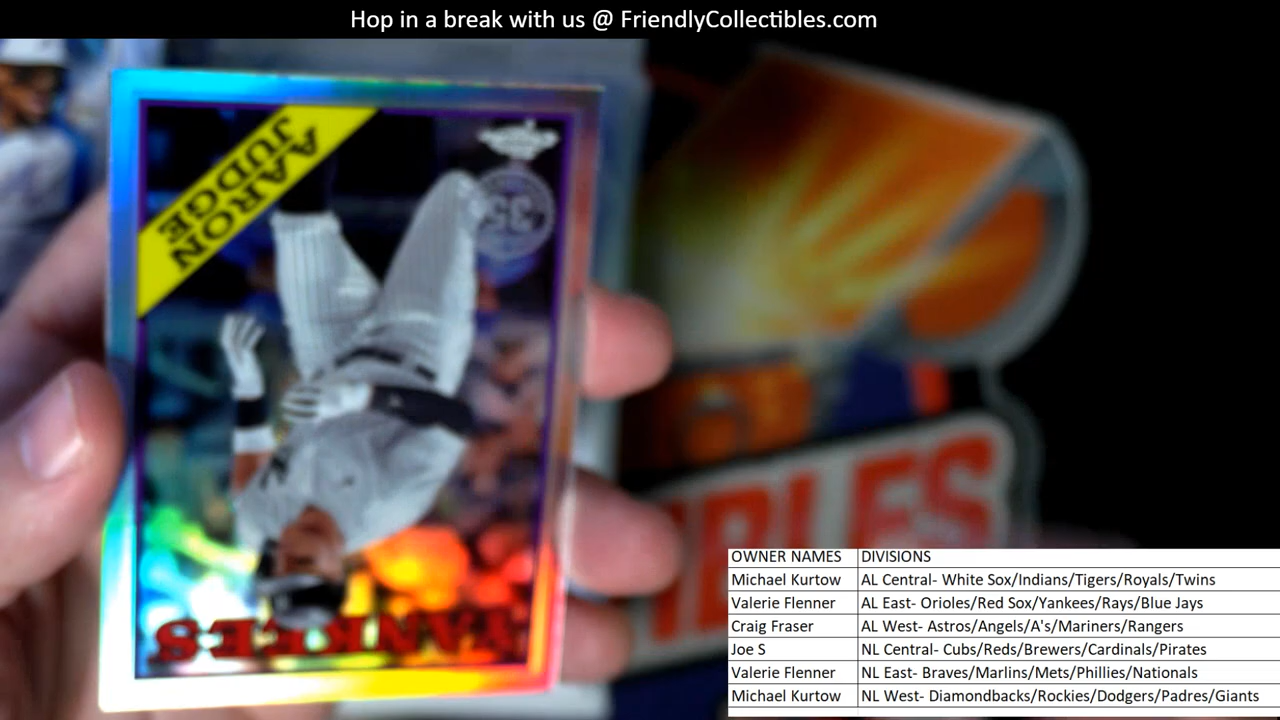 Hop in a break with us @ FriendlyCollectibles.com
AARON
JUDGE
35
YANKEES
IBLES
OWNER NAMES DIVISIONS
Michael Kurtow AL Central- White Sox/Indians/Tigers/Royals/Twins
Valerie Flenner AL East- Orioles/Red Sox/Yankees/Rays/Blue Jays
Craig Fraser AL West- Astros/Angels/A's/Mariners/Rangers
Joe S NL Central- Cubs/Reds/Brewers/Cardinals/Pirates
Valerie Flenner NL East- Braves/Marlins/Mets/Phillies/Nationals
Michael Kurtow NL West- Diamondbacks/Rockies/Dodgers/Padres/Giants